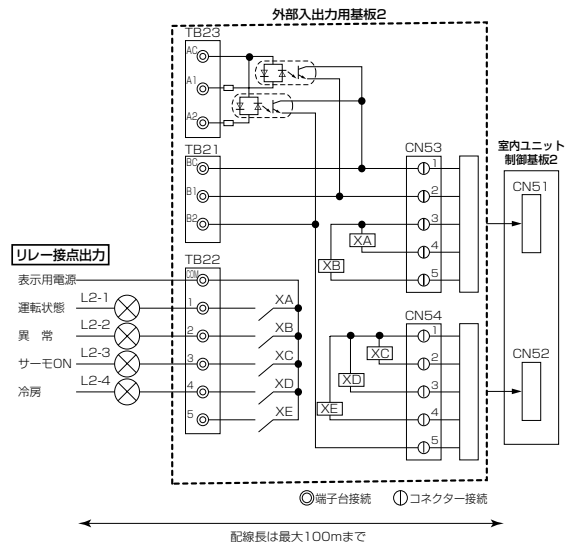 外部入出力用基板2
TB23
AC
A1
A2
TB21
BC
B1
B2
CN53
1
2
3
4
5
XA
XB
室内ユニット
制御基板2
CN51
CN52
リレー接点出力
表示用電源
運転状態 L2-1
異 常 L2-2
サーモON L2-3
冷房 L2-4
TB22
COM
1
2
3
4
5
XA
XB
XC
XD
XE
CN54
1
2
3
4
5
XC
XD
XE
◎端子台接続 コネクター接続
配線長は最大100mまで